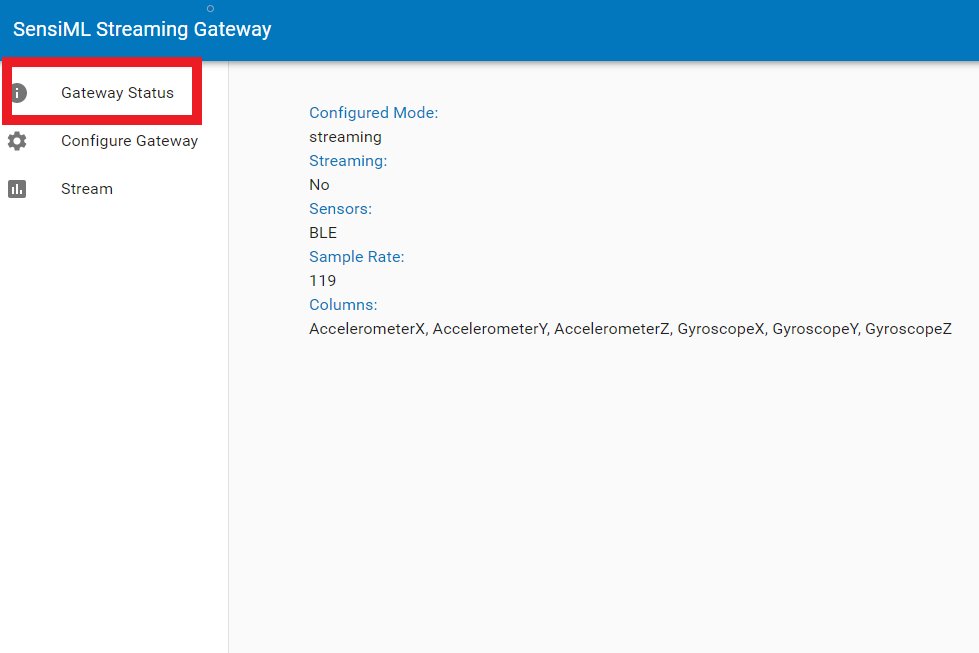 SensiML Streaming Gateway
Gateway Status
Configure Gateway
Stream
Configured Mode:
streaming
Streaming:
No
Sensors:
BLE
Sample Rate:
119
Columns:
AccelerometerX, AccelerometerY, AccelerometerZ, GyroscopeX, GyroscopeY, GyroscopeZ